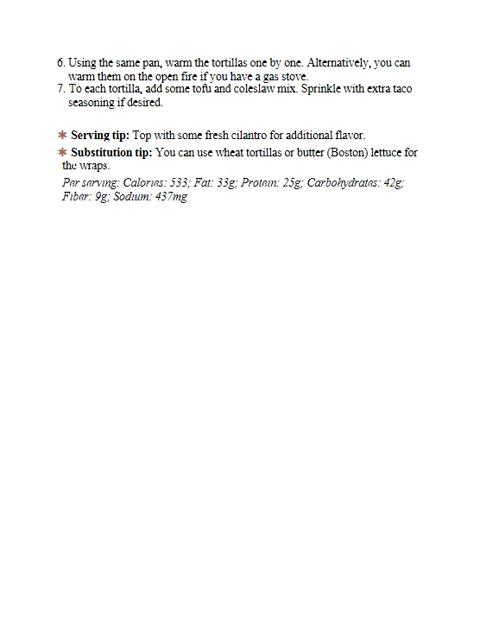 6. Using the same pan, warm the tortillas one by one. Alternatively, you can
warm them on the open fire if you have a gas stove.
7. To each tortilla, add some tofu and coleslaw mix. Sprinkle with extra taco
seasoning if desired.
✱ Serving tip: Top with some fresh cilantro for additional flavor.
✱ Substitution tip: You can use wheat tortillas or butter (Boston) lettuce for
the wraps.
Per serving: Calories: 533; Fat: 33g; Protein: 25g; Carbohydrates: 42g;
Fiber: 9g; Sodium: 437mg